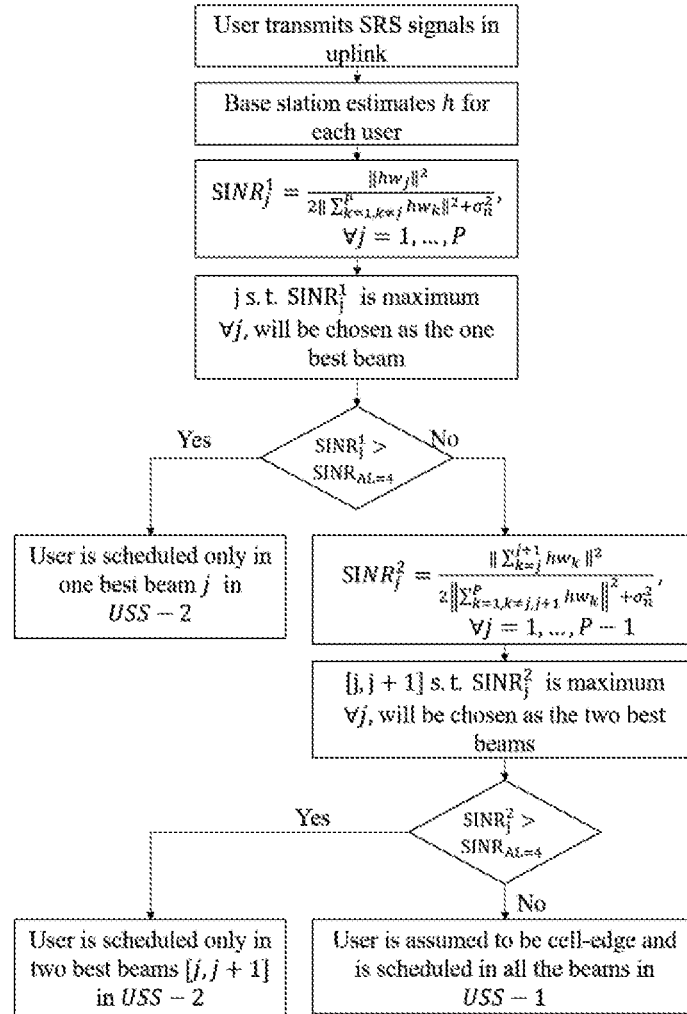 User transmits SRS signals in
uplink
Base station estimates h for
each user
SINR_j^1 = ‖hw_j‖^2 / (2‖∑_{k=1,k≠j}^{P} hw_k‖^2+σ_n^2),
∀j = 1, ..., P
j s. t. SINR_j^1 is maximum
∀j, will be chosen as the one
best beam
Yes
No
SINR_j^1 >
SINR_{AL=4}
User is scheduled only in
one best beam j in
USS − 2
SINR_j^2 = ‖∑_{k=j}^{j+1} hw_k‖^2 / (2‖∑_{k=1,k≠j,j+1}^{P} hw_k‖^2+σ_n^2),
∀j = 1, ..., P − 1
[j, j + 1] s. t. SINR_j^2 is maximum
∀j, will be chosen as the two best
beams
Yes
SINR_j^2 >
SINR_{AL=4}
No
User is scheduled only in
two best beams [j, j + 1]
in USS − 2
User is assumed to be cell-edge and
is scheduled in all the beams in
USS − 1